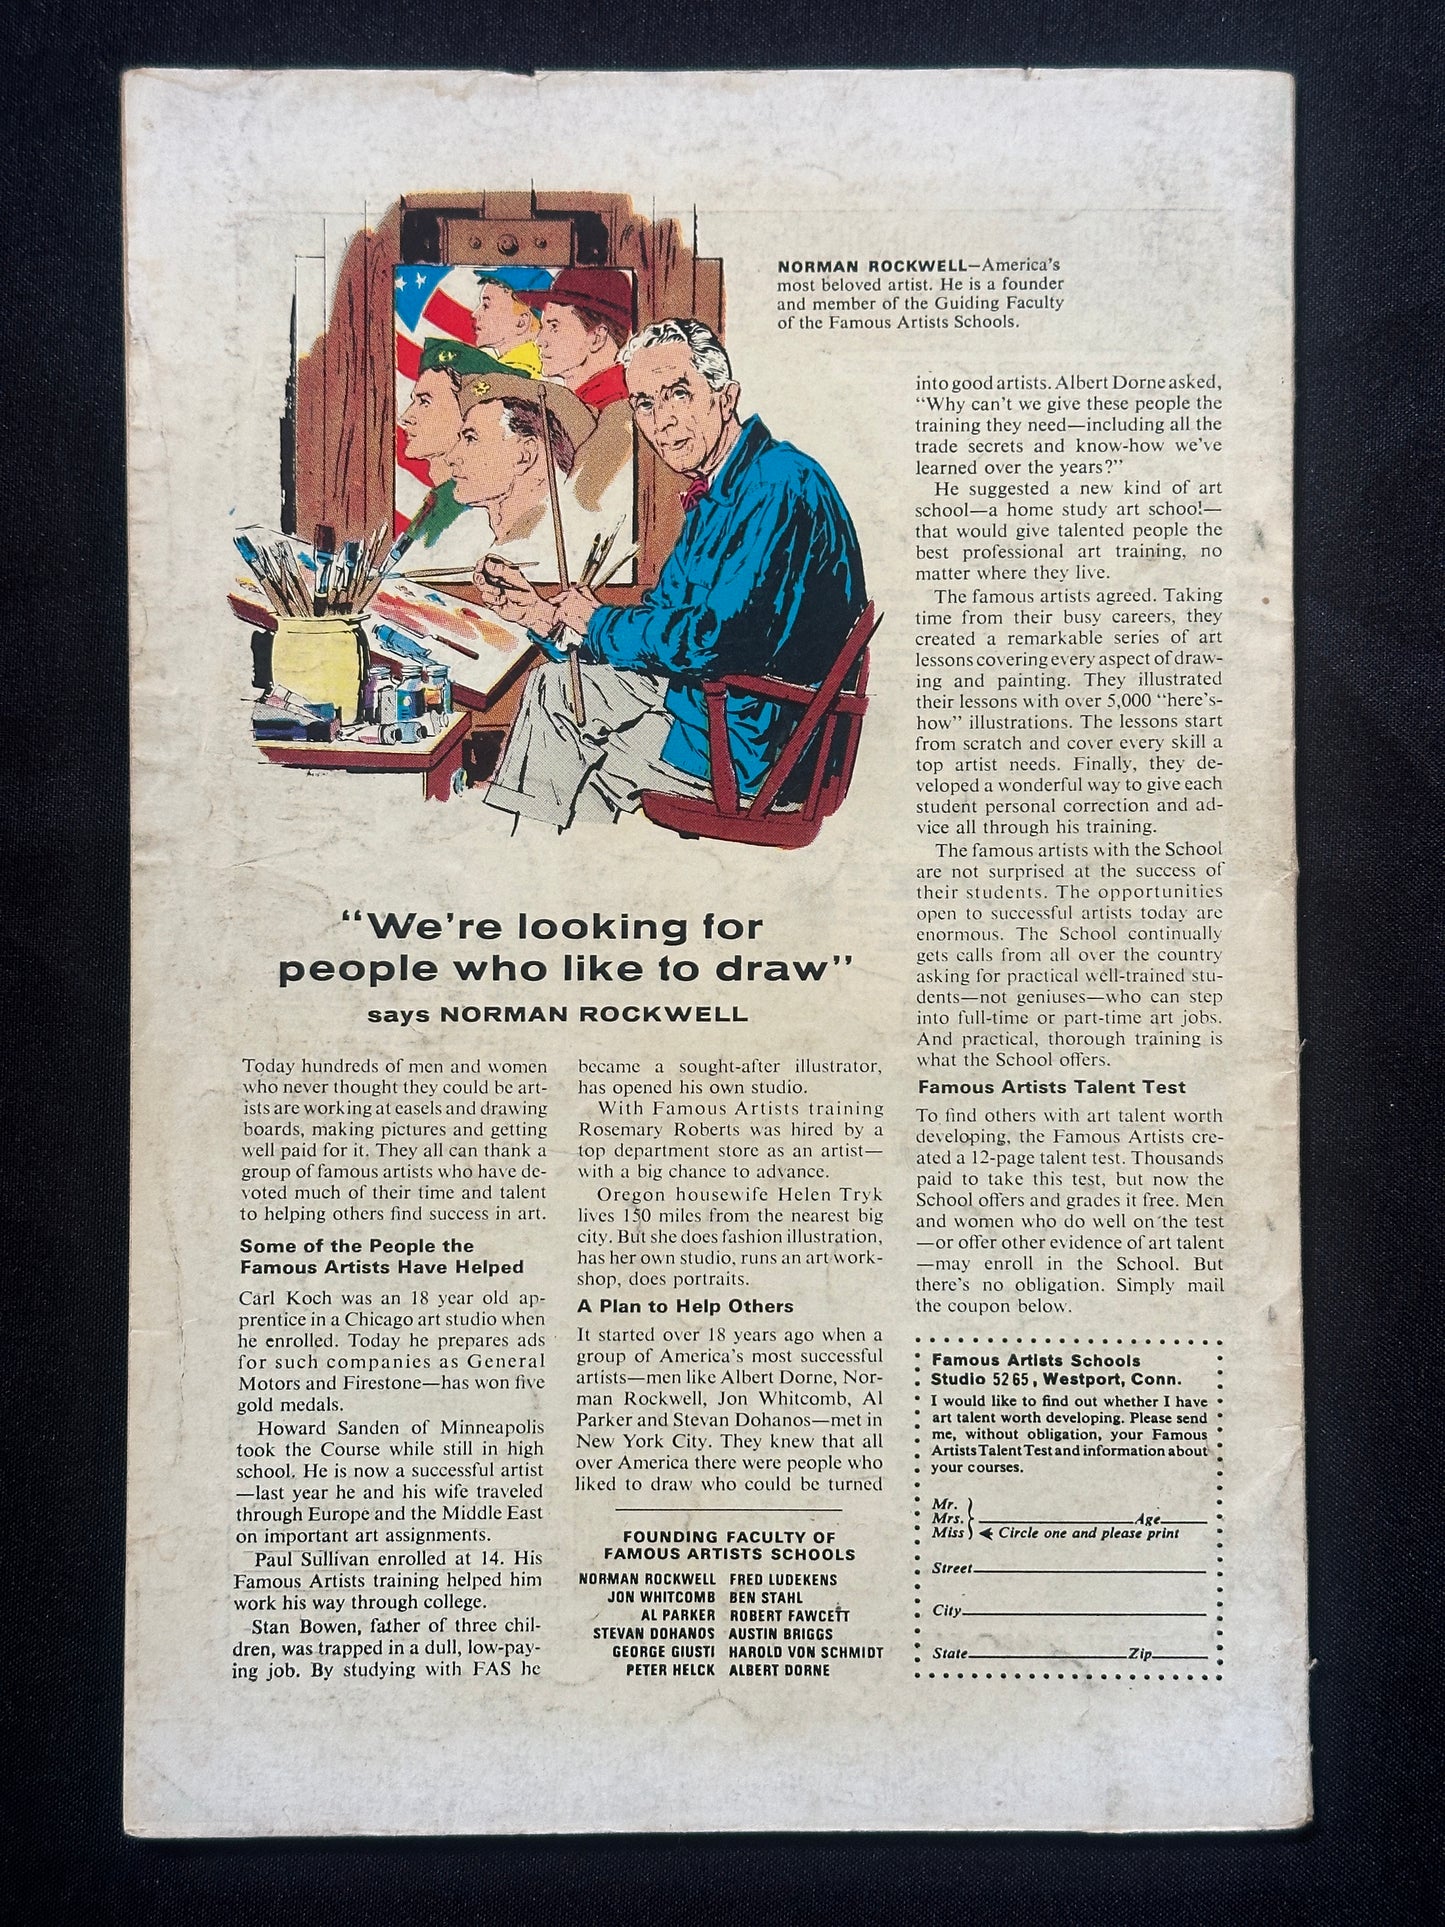 NORMAN ROCKWELL—America's
most beloved artist. He is a founder
and member of the Guiding Faculty
of the Famous Artists Schools.
"We're looking for
people who like to draw"
says NORMAN ROCKWELL
Today hundreds of men and women
who never thought they could be art-
ists are working at easels and drawing
boards, making pictures and getting
well paid for it. They all can thank a
group of famous artists who have de-
voted much of their time and talent
to helping others find success in art.
Some of the People the
Famous Artists Have Helped
Carl Koch was an 18 year old ap-
prentice in a Chicago art studio when
he enrolled. Today he prepares ads
for such companies as General
Motors and Firestone—has won five
gold medals.
Howard Sanden of Minneapolis
took the Course while still in high
school. He is now a successful artist
—last year he and his wife traveled
through Europe and the Middle East
on important art assignments.
Paul Sullivan enrolled at 14. His
Famous Artists training helped him
work his way through college.
Stan Bowen, father of three chil-
dren, was trapped in a dull, low-pay-
ing job. By studying with FAS he
became a sought-after illustrator,
has opened his own studio.
With Famous Artists training
Rosemary Roberts was hired by a
top department store as an artist—
with a big chance to advance.
Oregon housewife Helen Tryk
lives 150 miles from the nearest big
city. But she does fashion illustration,
has her own studio, runs an art work-
shop, does portraits.
A Plan to Help Others
It started over 18 years ago when a
group of America's most successful
artists—men like Albert Dorne, Nor-
man Rockwell, Jon Whitcomb, Al
Parker and Stevan Dohanos—met in
New York City. They knew that all
over America there were people who
liked to draw who could be turned
into good artists. Albert Dorne asked,
"Why can't we give these people the
training they need—including all the
trade secrets and know-how we've
learned over the years?"
He suggested a new kind of art
school—a home study art school—
that would give talented people the
best professional art training, no
matter where they live.
The famous artists agreed. Taking
time from their busy careers, they
created a remarkable series of art
lessons covering every aspect of draw-
ing and painting. They illustrated
their lessons with over 5,000 "here's-
how" illustrations. The lessons start
from scratch and cover every skill a
top artist needs. Finally, they de-
veloped a wonderful way to give each
student personal correction and ad-
vice all through his training.
The famous artists with the School
are not surprised at the success of
their students. The opportunities
open to successful artists today are
enormous. The School continually
gets calls from all over the country
asking for practical well-trained stu-
dents—not geniuses—who can step
into full-time or part-time art jobs.
And practical, thorough training is
what the School offers.
Famous Artists Talent Test
To find others with art talent worth
developing, the Famous Artists cre-
ated a 12-page talent test. Thousands
paid to take this test, but now the
School offers and grades it free. Men
and women who do well on the test
—or offer other evidence of art talent
—may enroll in the School. But
there's no obligation. Simply mail
the coupon below.
FOUNDING FACULTY OF
FAMOUS ARTISTS SCHOOLS
NORMAN ROCKWELL FRED LUDEKENS
JON WHITCOMB BEN STAHL
AL PARKER ROBERT FAWCETT
STEVAN DOHANOS AUSTIN BRIGGS
GEORGE GIUSTI HAROLD VON SCHMIDT
PETER HELCK ALBERT DORNE
Famous Artists Schools
Studio 5265, Westport, Conn.
I would like to find out whether I have
art talent worth developing. Please send
me, without obligation, your Famous
Artists Talent Test and information about
your courses.
Mr.
Mrs. Age
Miss Circle one and please print
Street
City
State Zip